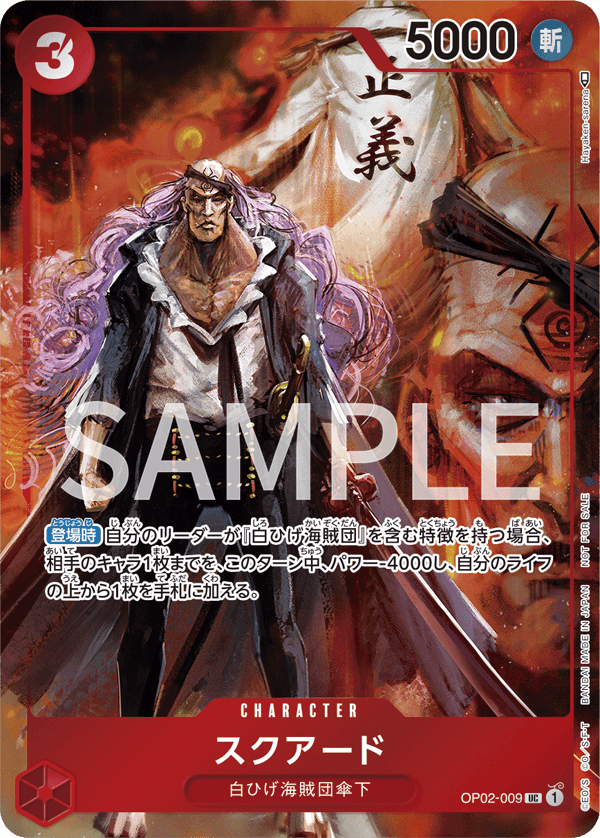 3
5000
斬
正
義
Hayaken-sarena
SAMPLE
登場時 自分のリーダーが『白ひげ海賊団』を含む特徴を持つ場合、
相手のキャラ1枚までを、このターン中、パワー-4000し、自分のライフ
の上から1枚を手札に加える。
CHARACTER
スクアード
白ひげ海賊団傘下
OP02-009 UC 1
©E.O/S. ©O./S・F・T BANDAI MADE IN JAPAN NOT FOR SALE